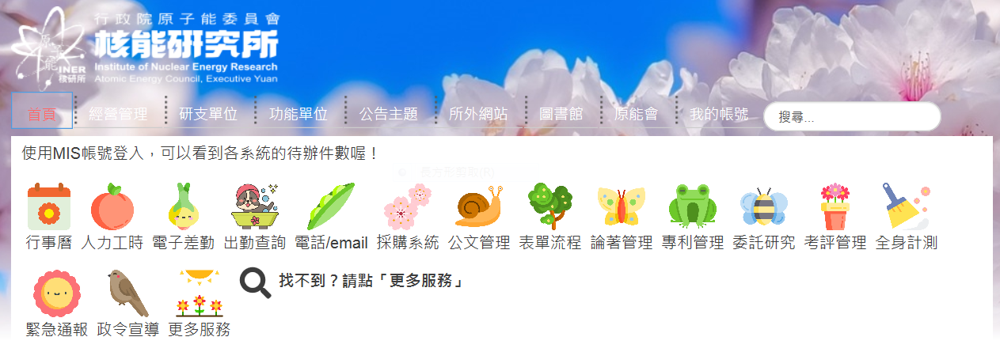 行政院原子能委員會
核能研究所
Institute of Nuclear Energy Research
Atomic Energy Council, Executive Yuan
INER
核研所
首頁 經營管理 研支單位 功能單位 公告主題 所外網站 圖書館 原能會 我的帳號 搜尋...
使用MIS帳號登入，可以看到各系統的待辦件數喔！
行事曆 人力工時 電子差勤 出勤查詢 電話/email 採購系統 公文管理 表單流程 論著管理 專利管理 委託研究 考評管理 全身計測
找不到？請點「更多服務」
緊急通報 政令宣導 更多服務